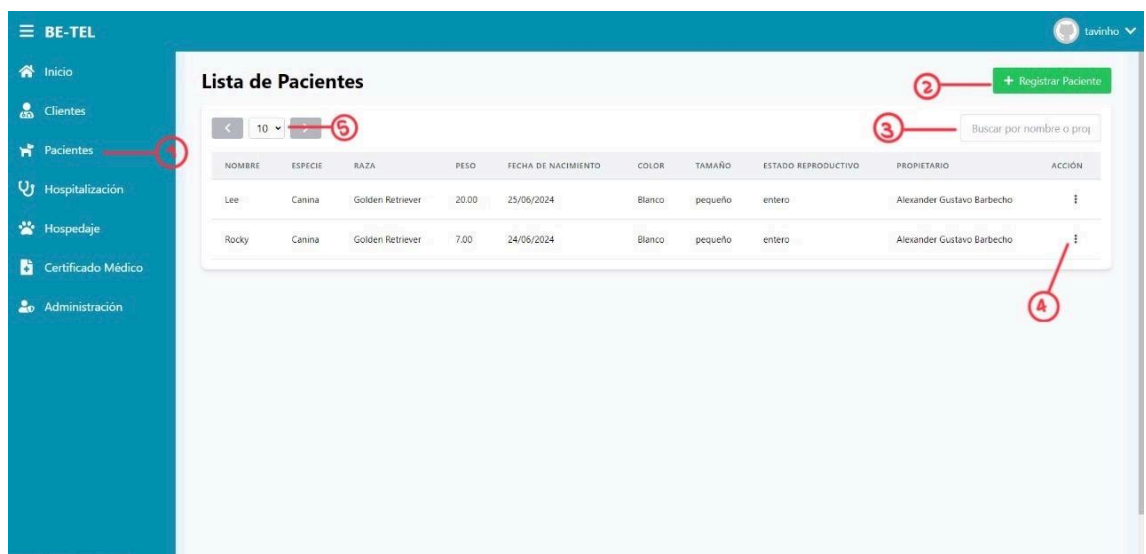 BE-TEL
tavinho
Inicio
Clientes
Pacientes
Hospitalización
Hospedaje
Certificado Médico
Administración
1
Lista de Pacientes
2
+ Registrar Paciente
10
5
3
Buscar por nombre o prop
NOMBRE ESPECIE RAZA PESO FECHA DE NACIMIENTO COLOR TAMAÑO ESTADO REPRODUCTIVO PROPIETARIO ACCIÓN
Lee Canina Golden Retriever 20.00 25/06/2024 Blanco pequeño entero Alexander Gustavo Barbecho
Rocky Canina Golden Retriever 7.00 24/06/2024 Blanco pequeño entero Alexander Gustavo Barbecho
4